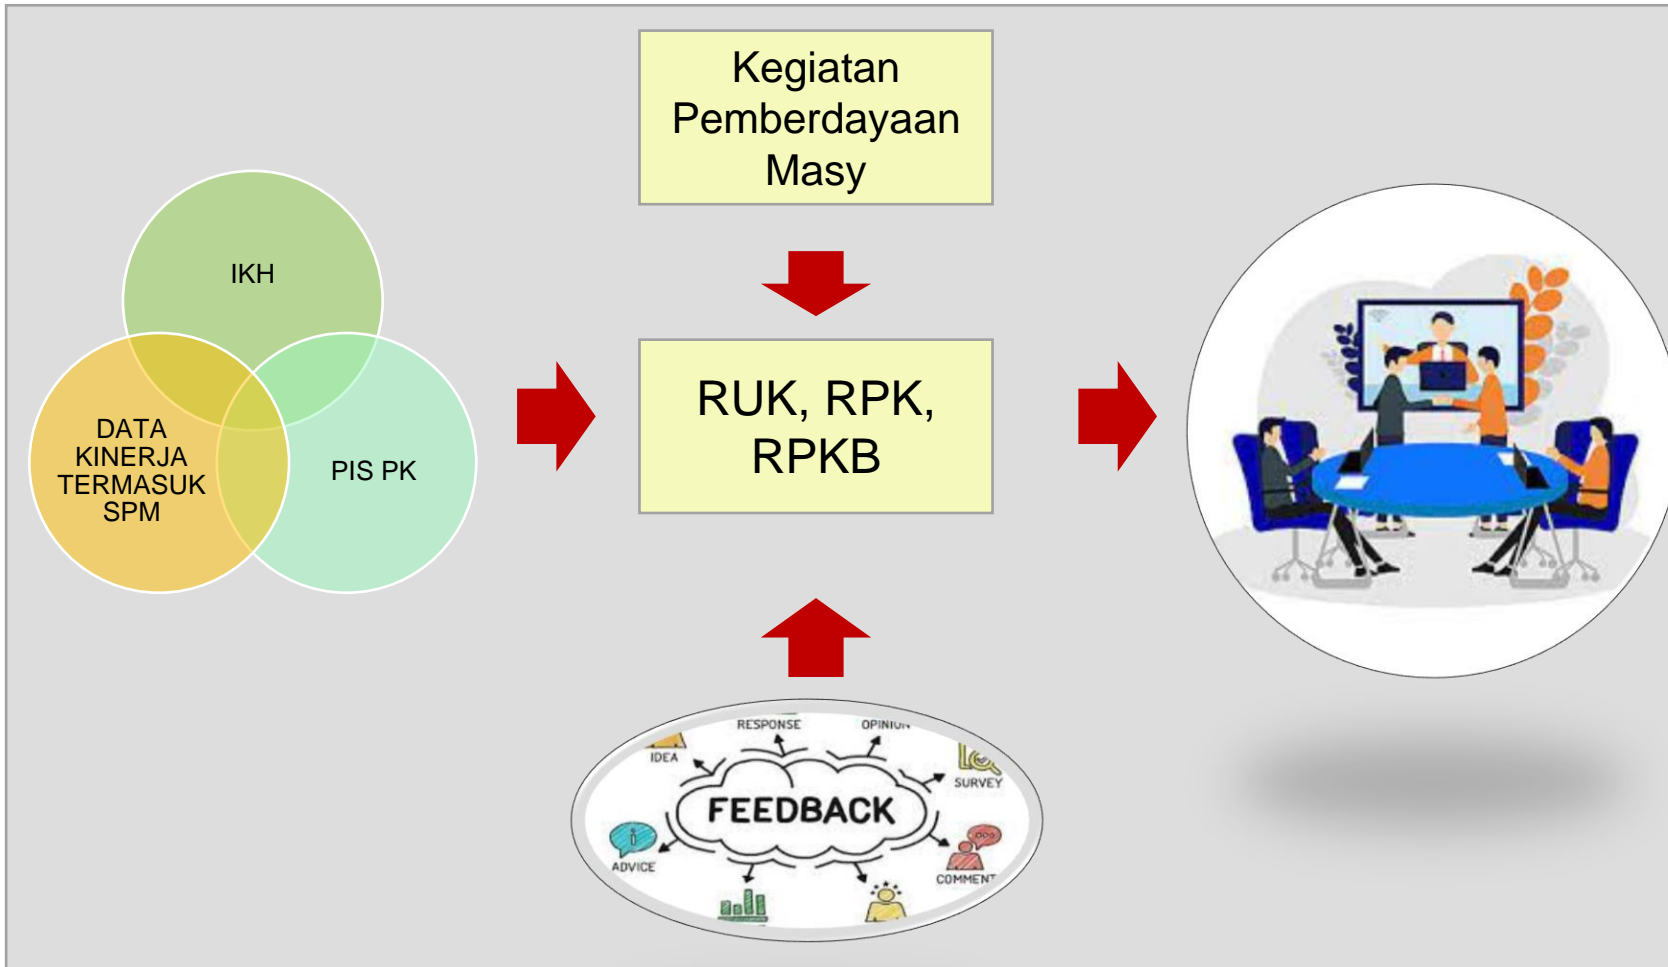 Kegiatan
Pemberdayaan
Masy
IKH
DATA
KINERJA
TERMASUK
SPM
PIS PK
RUK, RPK,
RPKB
RESPONSE
OPINION
IDEA
SURVEY
FEEDBACK
ADVICE
COMMENT